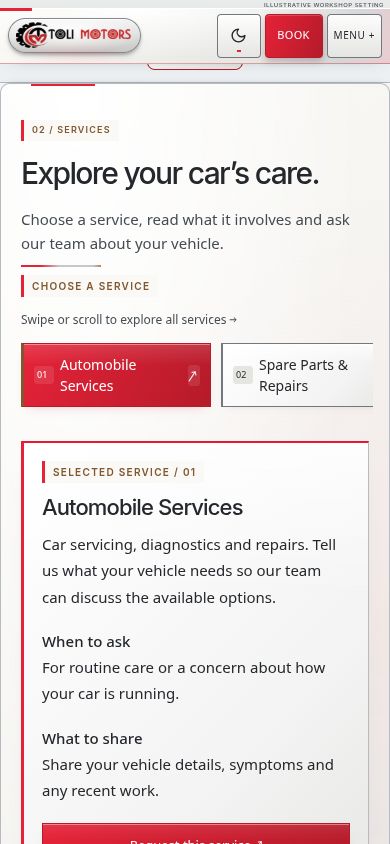 ILLUSTRATIVE WORKSHOP SETTING
TOLI MOTORS
BOOK
MENU +
02 / SERVICES
Explore your car’s care.
Choose a service, read what it involves and ask
our team about your vehicle.
CHOOSE A SERVICE
Swipe or scroll to explore all services →
01
Automobile
Services
↗
02
Spare Parts &
Repairs
SELECTED SERVICE / 01
Automobile Services
Car servicing, diagnostics and repairs. Tell
us what your vehicle needs so our team
can discuss the available options.
When to ask
For routine care or a concern about how
your car is running.
What to share
Share your vehicle details, symptoms and
any recent work.
Request this service ↗